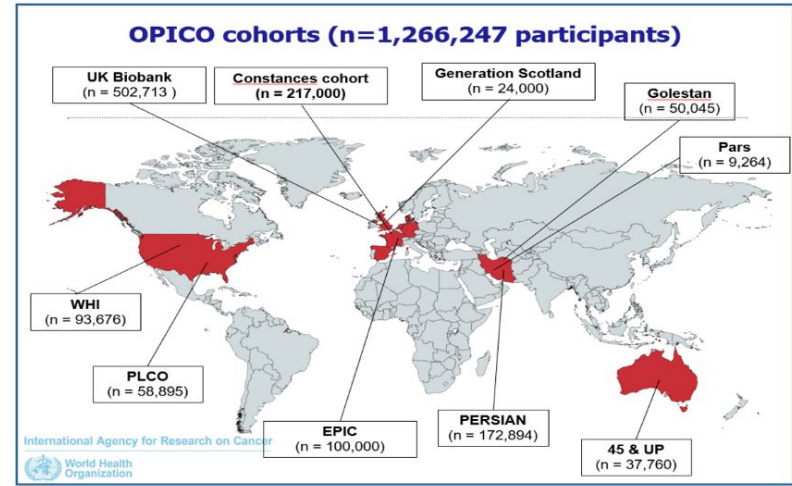 OPICO cohorts (n=1,266,247 participants)
UK Biobank
(n = 502,713 )
Constances cohort
(n = 217,000)
Generation Scotland
(n = 24,000)
Golestan
(n = 50,045)
Pars
(n = 9,264)
WHI
(n = 93,676)
PLCO
(n = 58,895)
EPIC
(n = 100,000)
PERSIAN
(n = 172,894)
45 & UP
(n = 37,760)
International Agency for Research on Cancer
World Health
Organization